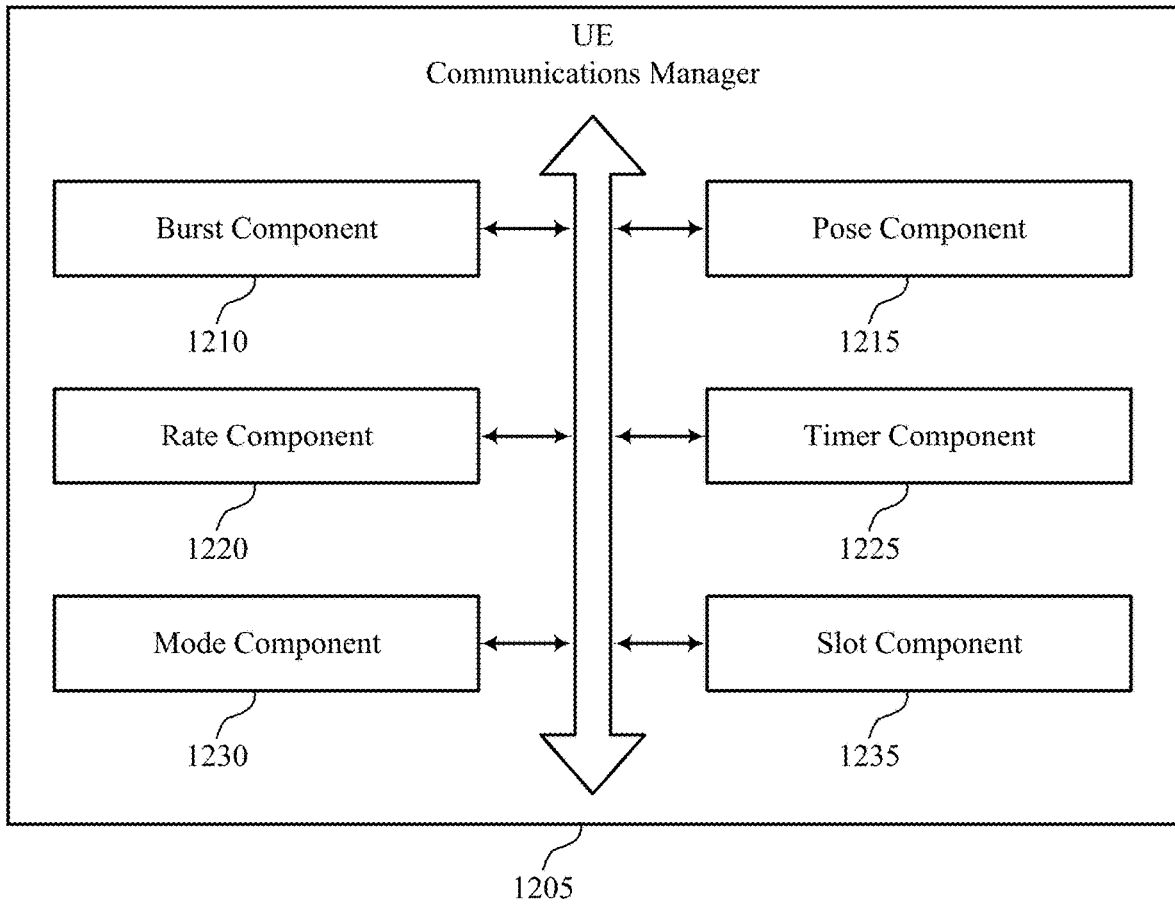 UE
Communications Manager
Burst Component
Pose Component
1210
1215
Rate Component
Timer Component
1220
1225
Mode Component
Slot Component
1230
1235
1205